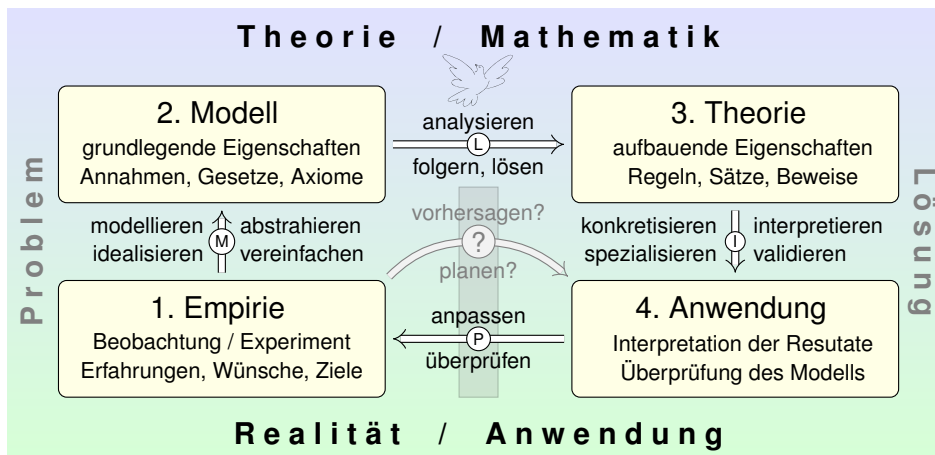 Theorie / Mathematik
Problem
Lösung
2. Modell
grundlegende Eigenschaften
Annahmen, Gesetze, Axiome
analysieren
L
folgern, lösen
3. Theorie
aufbauende Eigenschaften
Regeln, Sätze, Beweise
modellieren abstrahieren
M
idealisieren vereinfachen
vorhersagen?
?
planen?
konkretisieren interpretieren
I
spezialisieren validieren
1. Empirie
Beobachtung / Experiment
Erfahrungen, Wünsche, Ziele
anpassen
P
überprüfen
4. Anwendung
Interpretation der Resutate
Überprüfung des Modells
Realität / Anwendung